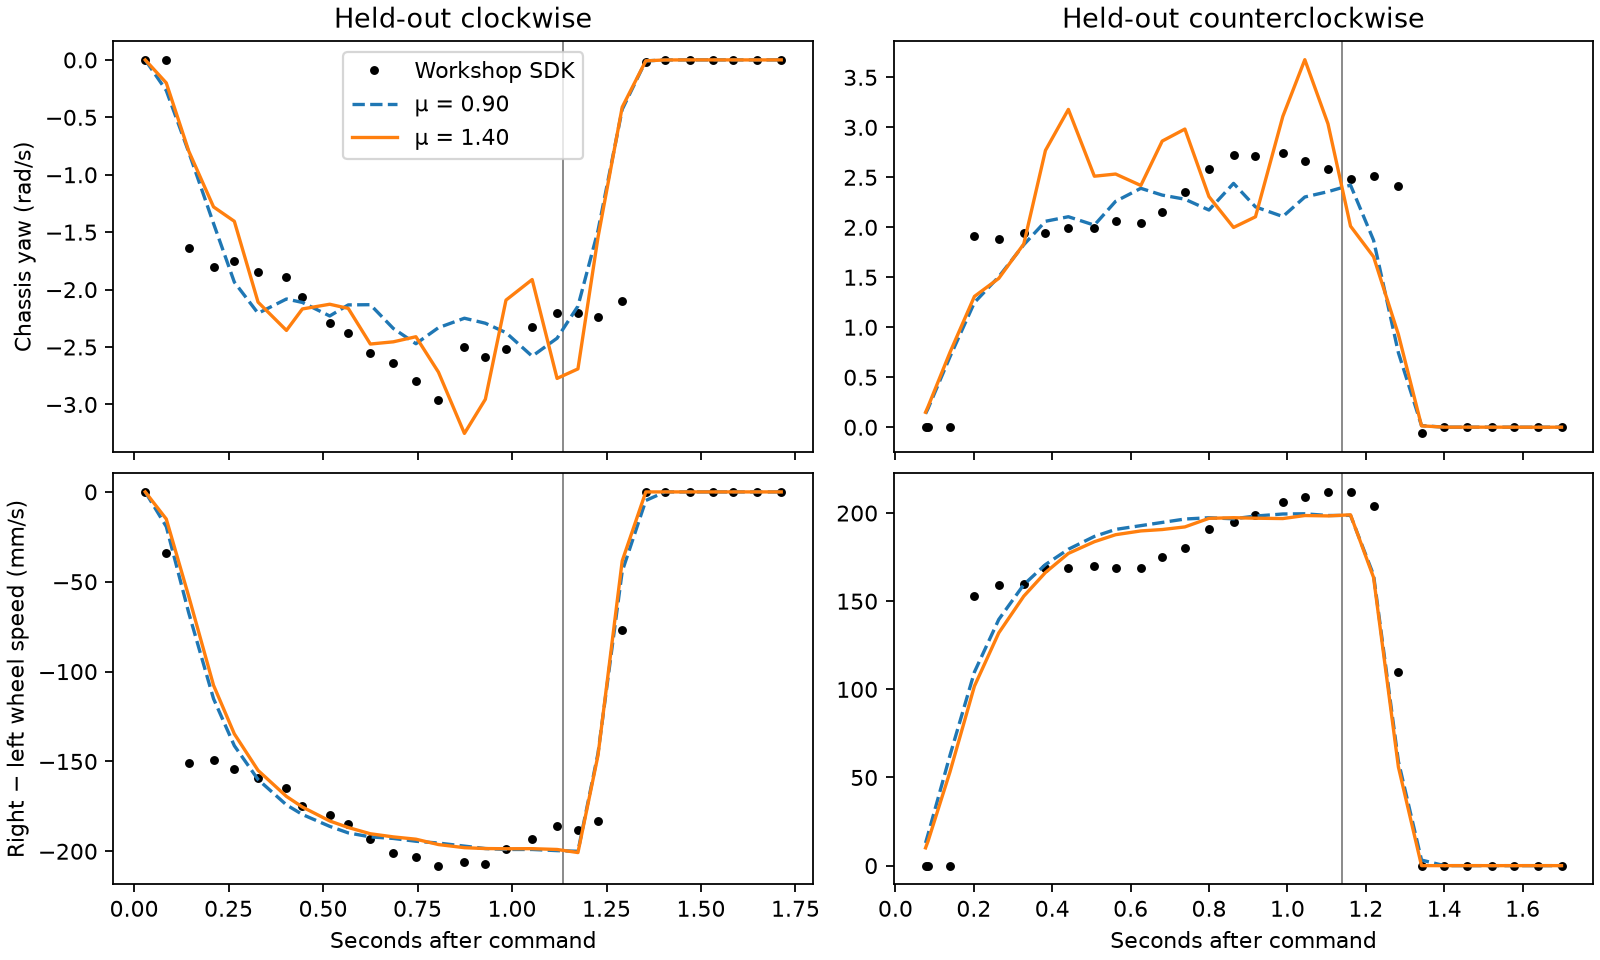 Held-out clockwise
Held-out counterclockwise
Workshop SDK
μ = 0.90
μ = 1.40
Chassis yaw (rad/s)
0.0
−0.5
−1.0
−1.5
−2.0
−2.5
−3.0
3.5
3.0
2.5
2.0
1.5
1.0
0.5
0.0
Right − left wheel speed (mm/s)
0
−50
−100
−150
−200
200
150
100
50
0
0.00 0.25 0.50 0.75 1.00 1.25 1.50 1.75
0.0 0.2 0.4 0.6 0.8 1.0 1.2 1.4 1.6
Seconds after command
Seconds after command